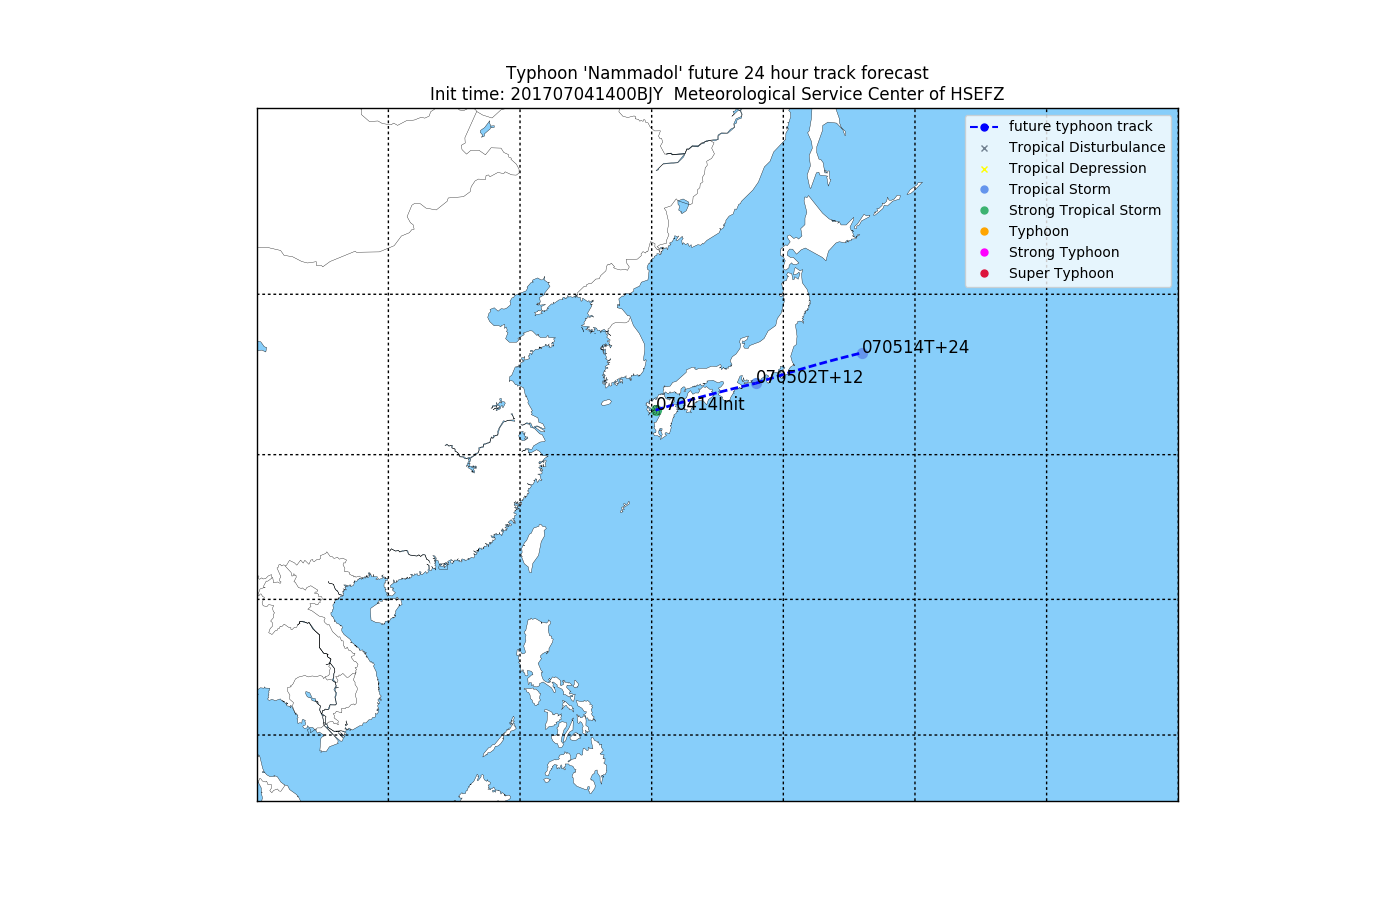 Typhoon 'Nammadol' future 24 hour track forecast
Init time: 201707041400BJY  Meteorological Service Center of HSEFZ
future typhoon track
Tropical Disturbulance
Tropical Depression
Tropical Storm
Strong Tropical Storm
Typhoon
Strong Typhoon
Super Typhoon
070514T+24
070502T+12
070414Init